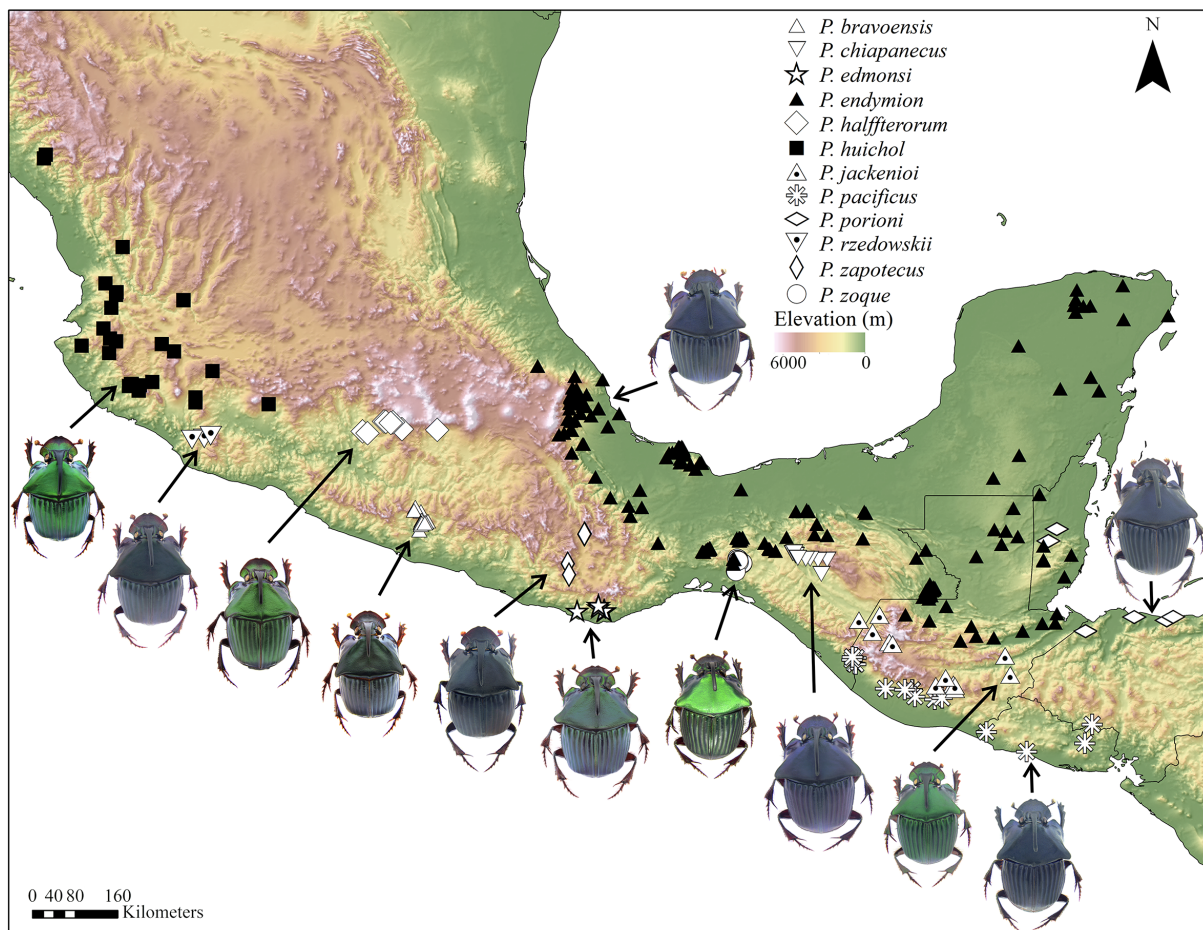 P. bravoensis
P. chiapanecus
P. edmonsi
P. endymion
P. halffterorum
P. huichol
P. jackenioi
P. pacificus
P. porioni
P. rzedowskii
P. zapotecus
P. zoque
Elevation (m)
6000 0
N
0 40 80 160
Kilometers